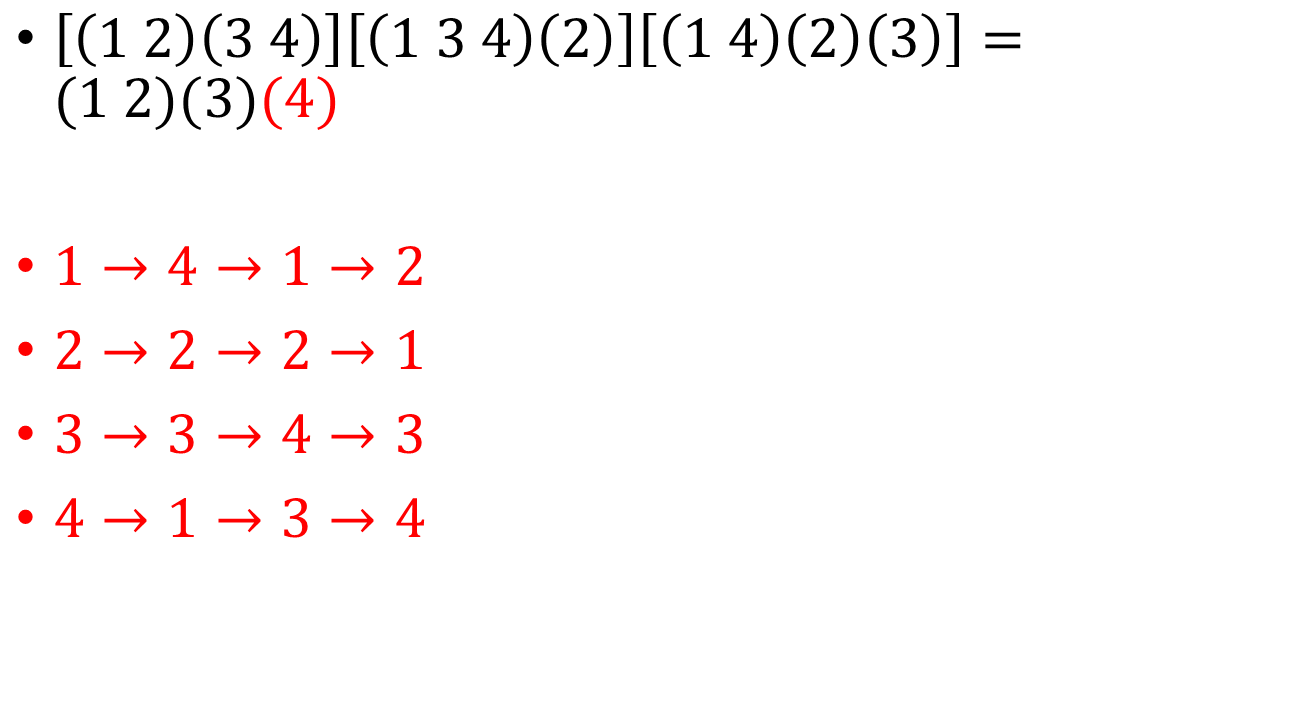 • [(1 2)(3 4)][(1 3 4)(2)][(1 4)(2)(3)] =
(1 2)(3)(4)
• 1 → 4 → 1 → 2
• 2 → 2 → 2 → 1
• 3 → 3 → 4 → 3
• 4 → 1 → 3 → 4